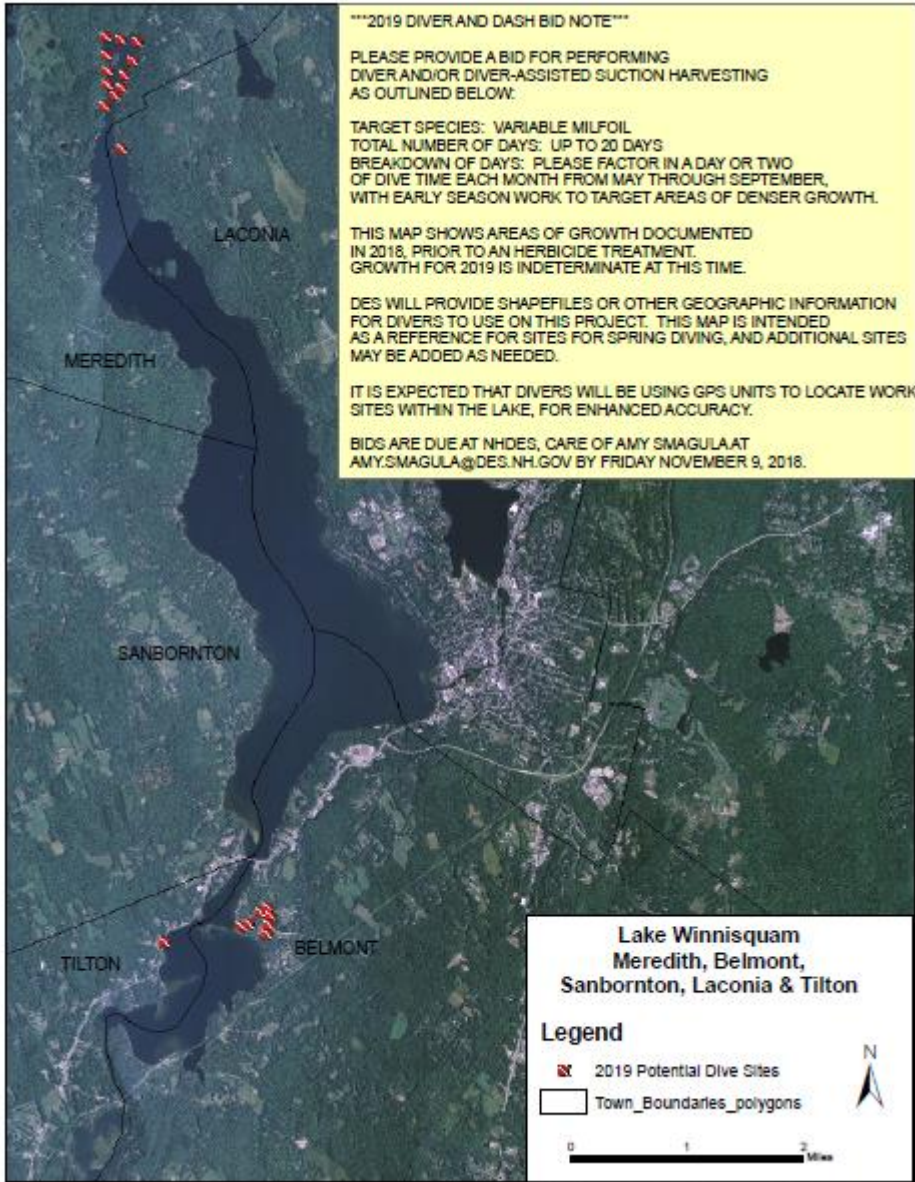 ***2019 DIVER AND DASH BID NOTE***
PLEASE PROVIDE A BID FOR PERFORMING
DIVER AND/OR DIVER-ASSISTED SUCTION HARVESTING
AS OUTLINED BELOW:
TARGET SPECIES: VARIABLE MILFOIL
TOTAL NUMBER OF DAYS: UP TO 20 DAYS
BREAKDOWN OF DAYS: PLEASE FACTOR IN A DAY OR TWO
OF DIVE TIME EACH MONTH FROM MAY THROUGH SEPTEMBER,
WITH EARLY SEASON WORK TO TARGET AREAS OF DENSER GROWTH.
THIS MAP SHOWS AREAS OF GROWTH DOCUMENTED
IN 2018, PRIOR TO AN HERBICIDE TREATMENT.
GROWTH FOR 2019 IS INDETERMINATE AT THIS TIME.
DES WILL PROVIDE SHAPEFILES OR OTHER GEOGRAPHIC INFORMATION
FOR DIVERS TO USE ON THIS PROJECT. THIS MAP IS INTENDED
AS A REFERENCE FOR SITES FOR SPRING DIVING, AND ADDITIONAL SITES
MAY BE ADDED AS NEEDED.
IT IS EXPECTED THAT DIVERS WILL BE USING GPS UNITS TO LOCATE WORK
SITES WITHIN THE LAKE, FOR ENHANCED ACCURACY.
BIDS ARE DUE AT NHDES, CARE OF AMY SMAGULA AT
AMY.SMAGULA@DES.NH.GOV BY FRIDAY NOVEMBER 9, 2018.
LACONIA
MEREDITH
SANBORNTON
BELMONT
TILTON
Lake Winnisquam
Meredith, Belmont,
Sanbornton, Laconia & Tilton
Legend
2019 Potential Dive Sites
Town_Boundaries_polygons
N
0 1 2
Miles